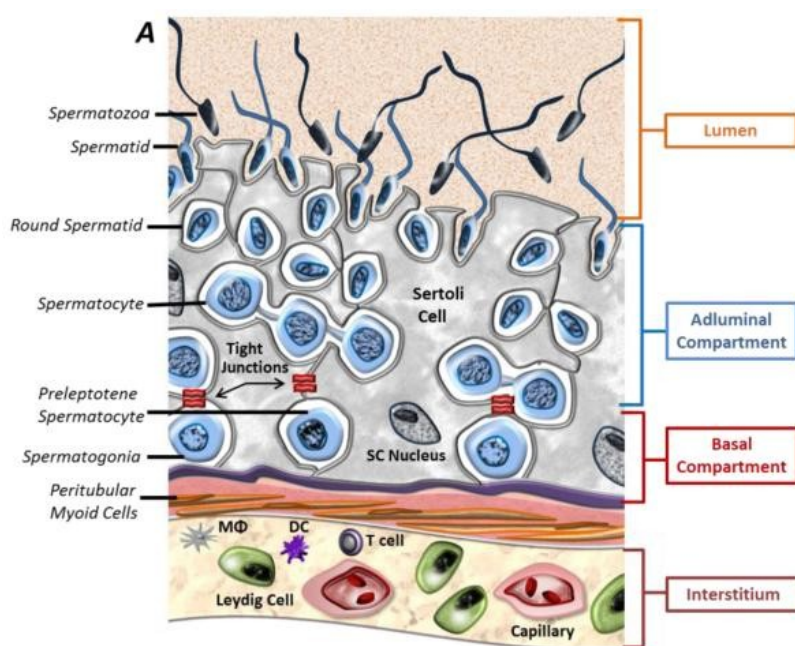 A
Spermatozoa
Spermatid
Round Spermatid
Spermatocyte
Preleptotene
Spermatocyte
Spermatogonia
Peritubular
Myoid Cells
Sertoli
Cell
Tight
Junctions
SC Nucleus
MΦ
DC
T cell
Leydig Cell
Capillary
Lumen
Adluminal
Compartment
Basal
Compartment
Interstitium